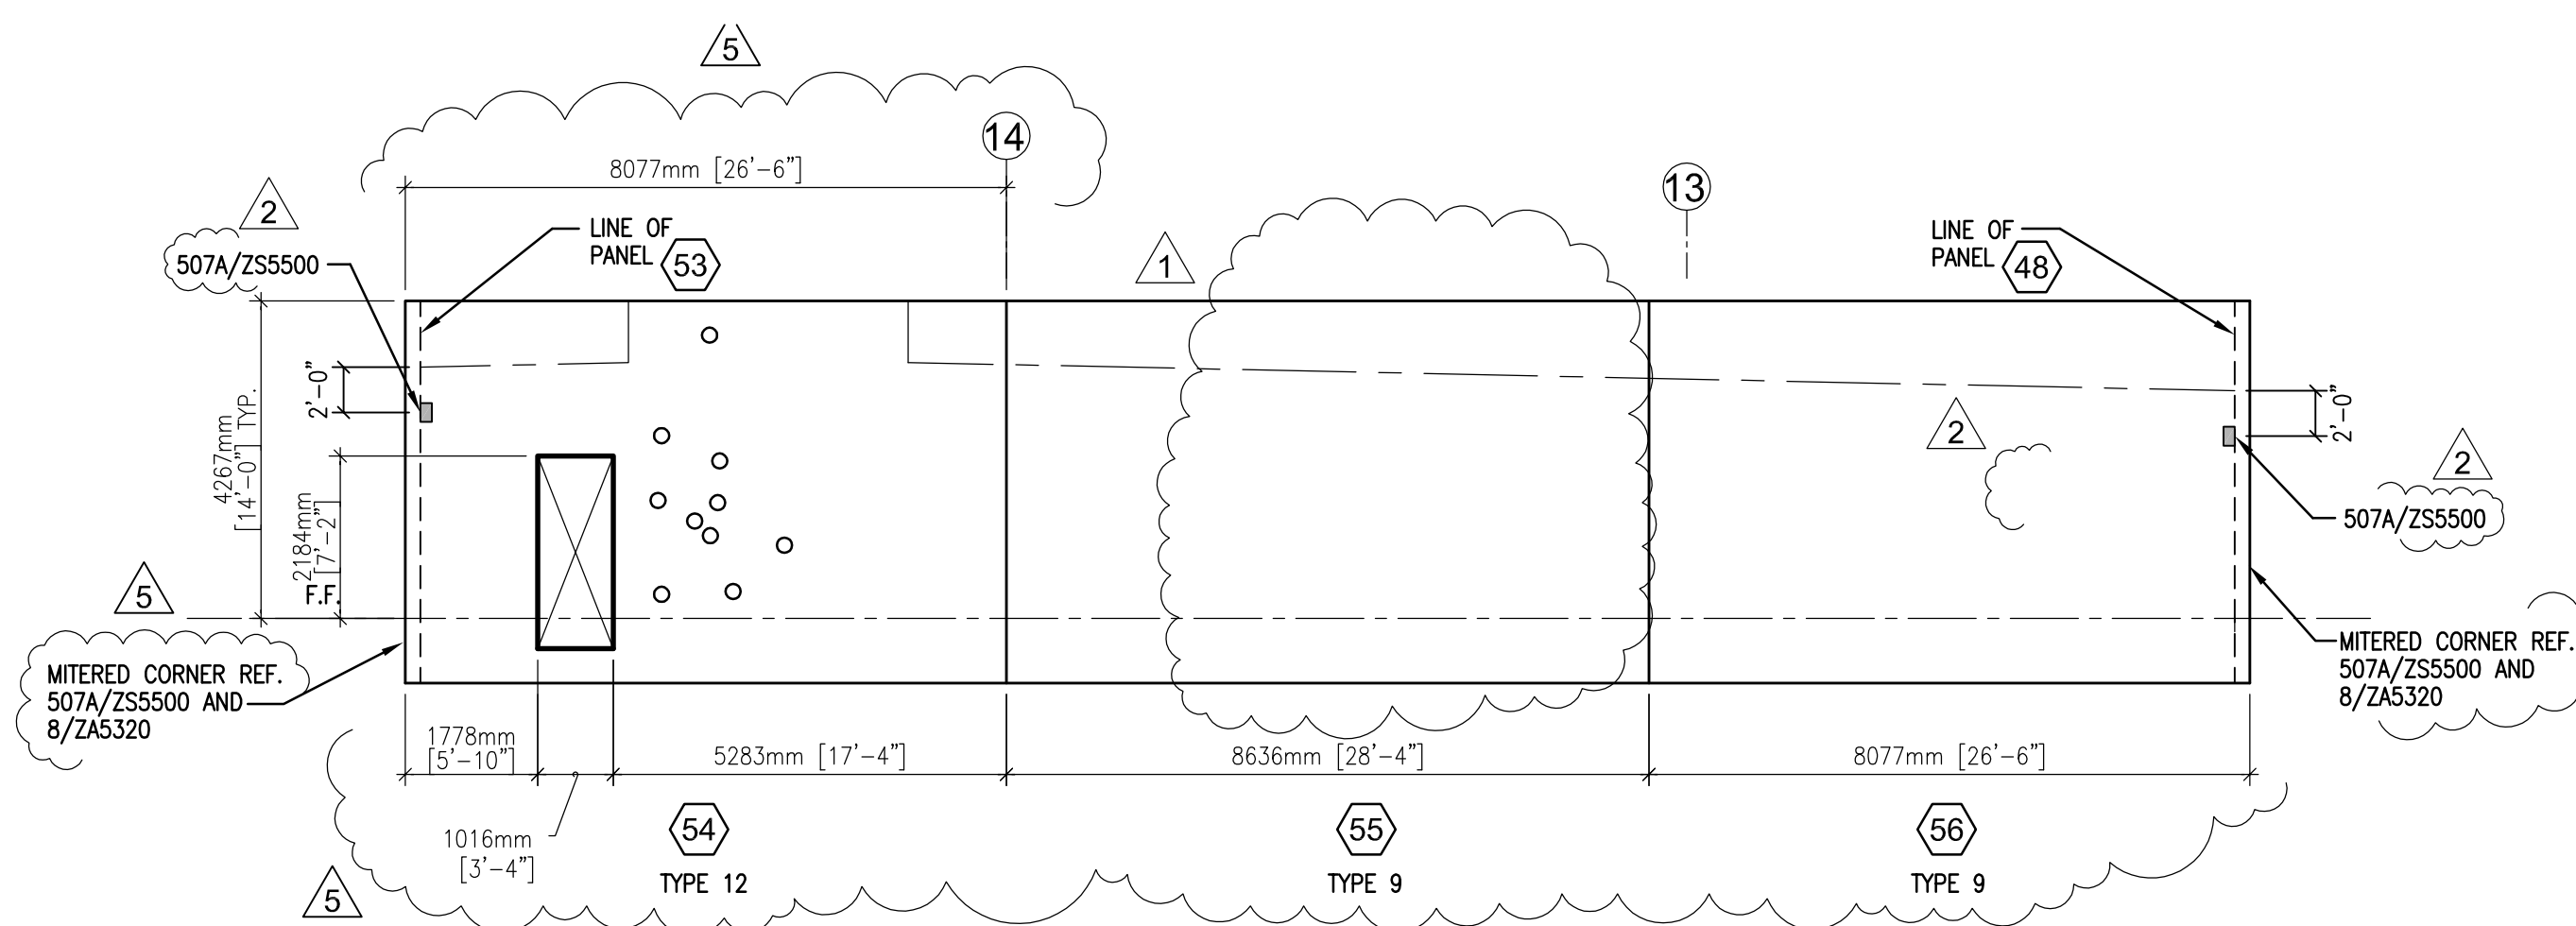 5
14
8077mm [26'-6"]
13
2
LINE OF
PANEL 53
507A/ZS5500
1
LINE OF
PANEL 48
2'-0"
4267mm
[14'-0"] TYP.
2184mm
[7'-2"]
F.F.
2
2'-0"
2
507A/ZS5500
5
MITERED CORNER REF.
507A/ZS5500 AND
8/ZA5320
MITERED CORNER REF.
507A/ZS5500 AND
8/ZA5320
1778mm
[5'-10"]
5283mm [17'-4"]
8636mm [28'-4"]
8077mm [26'-6"]
1016mm
[3'-4"]
54
TYPE 12
55
TYPE 9
56
TYPE 9
5